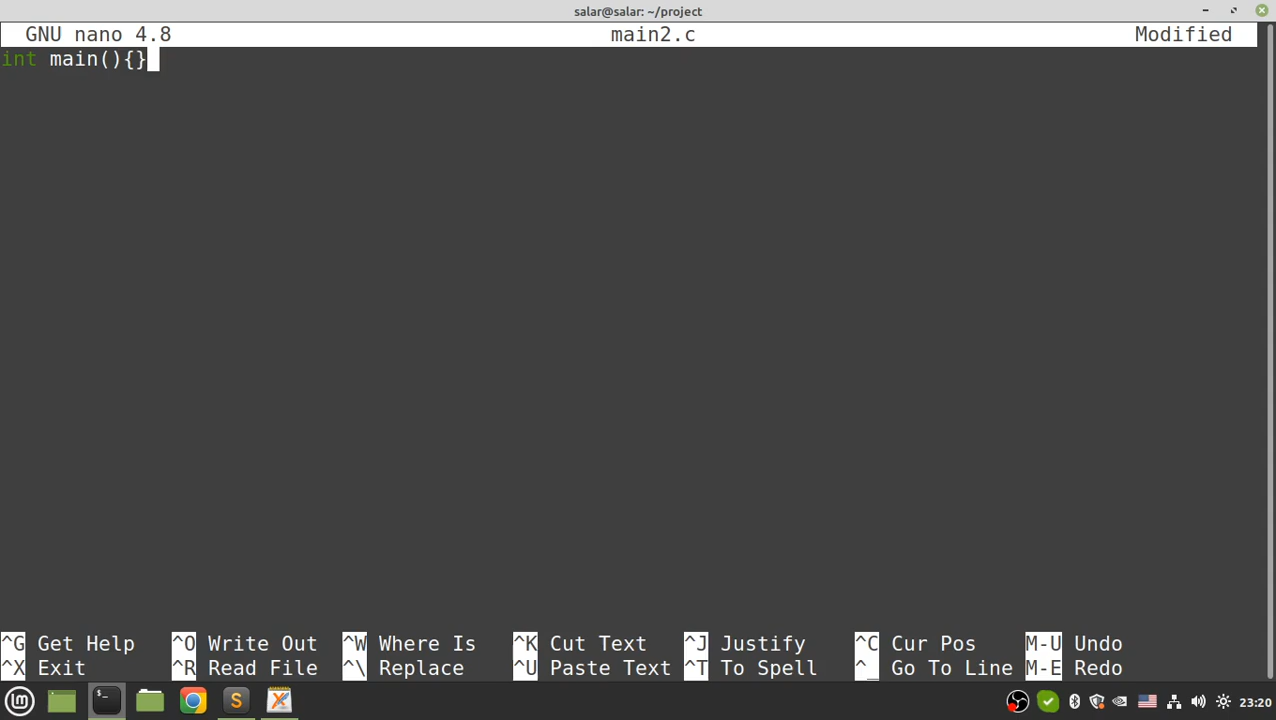 salar@salar: ~/project
GNU nano 4.8 main2.c Modified
int main(){}
^G Get Help ^O Write Out ^W Where Is ^K Cut Text ^J Justify ^C Cur Pos M-U Undo
^X Exit ^R Read File ^\ Replace ^U Paste Text ^T To Spell ^_ Go To Line M-E Redo
23:20